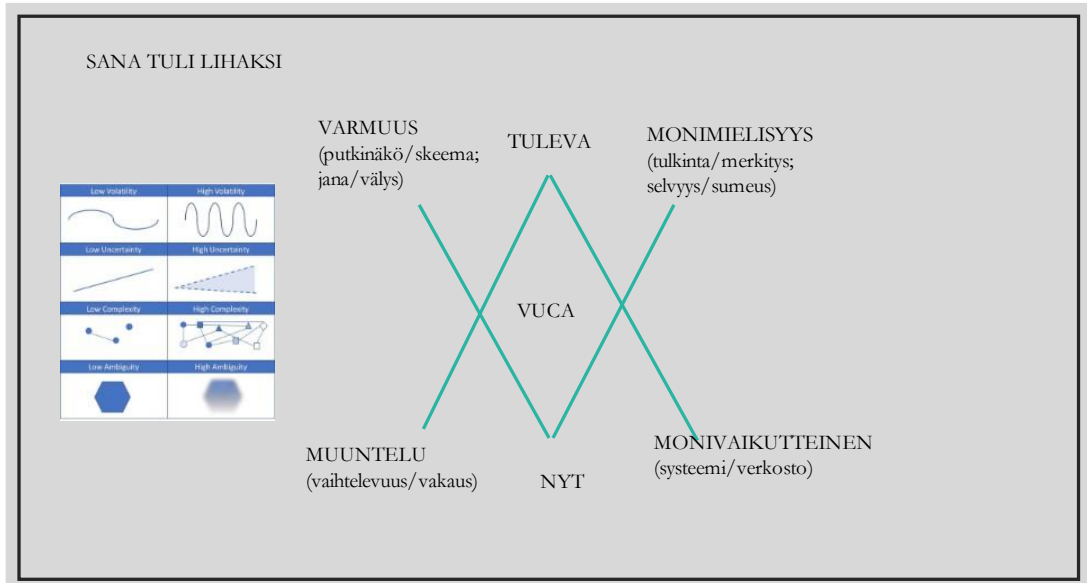 SANA TULI LIHAKSI
VARMUUS
(putkinäkö/skeema;
jana/välys)
TULEVA
MONIMIELISYYS
(tulkinta/merkitys;
selvyys/sumeus)
Low Volatility
High Volatility
Low Uncertainty
High Uncertainty
Low Complexity
High Complexity
Low Ambiguity
High Ambiguity
VUCA
MUUNTELU
(vaihtelevuus/vakaus)
NYT
MONIVAIKUTTEINEN
(systeemi/verkosto)